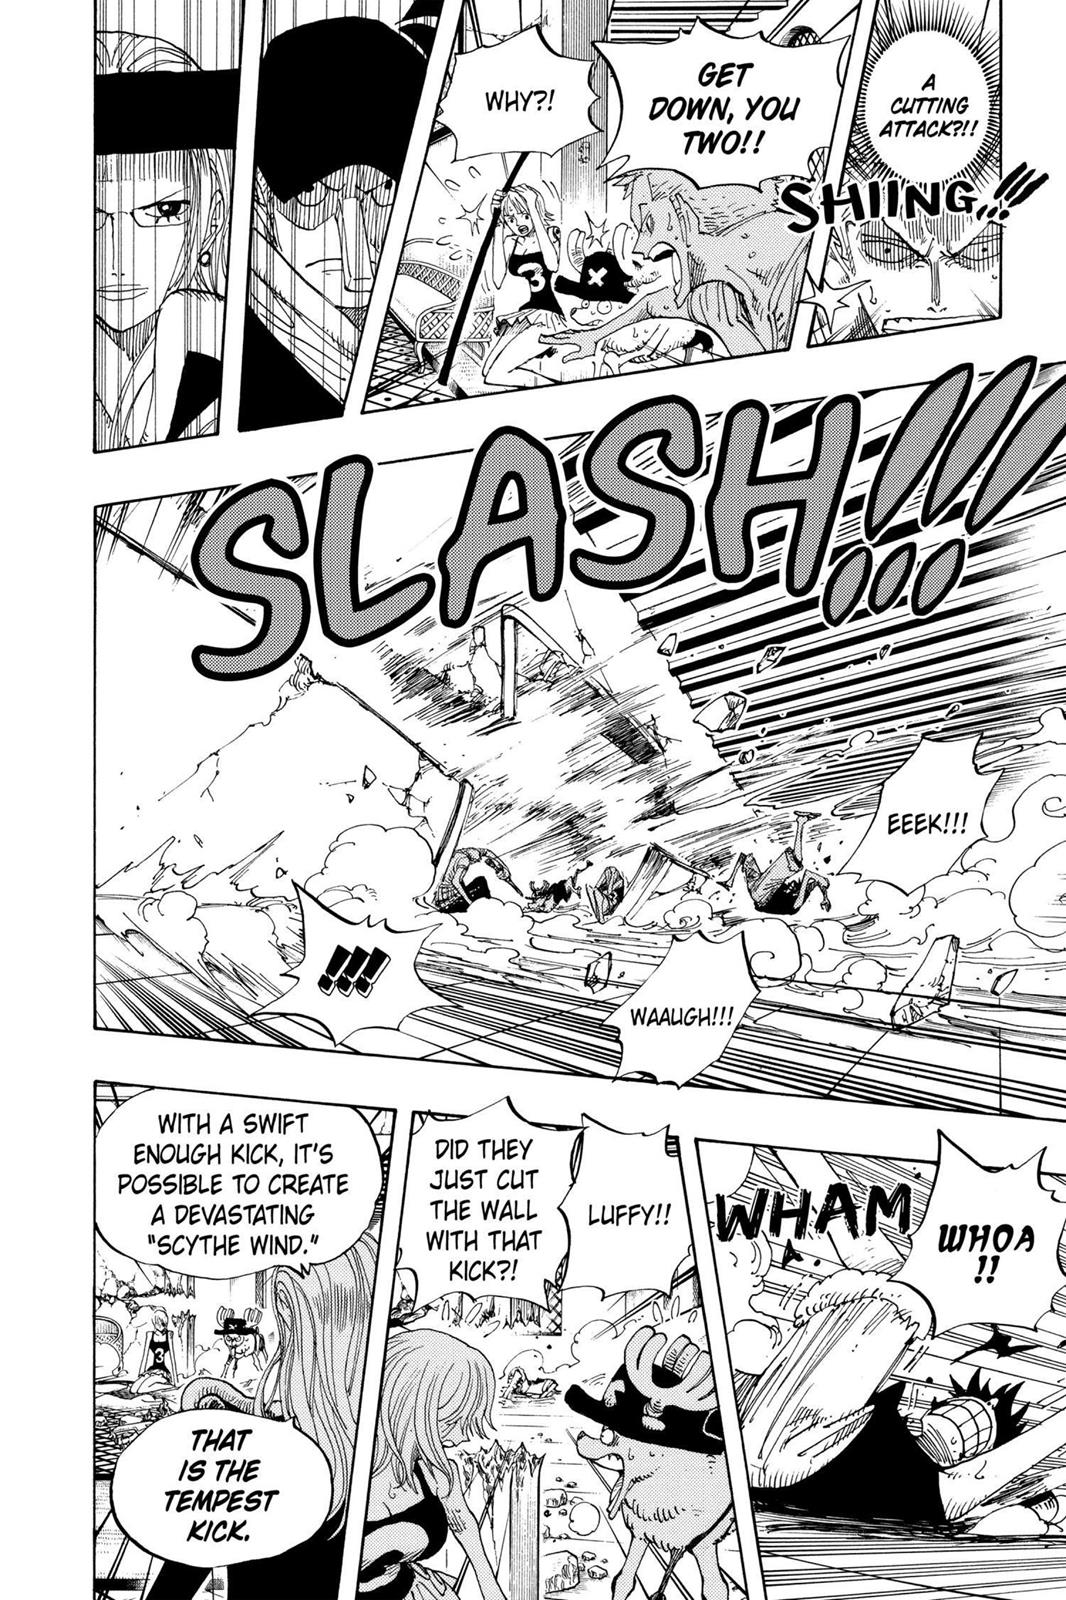 A
CUTTING
ATTACK?!!
SHIING...!!!
GET
DOWN, YOU
TWO!!
WHY?!
3
SLASH!!!...!!!
EEEK!!!
WAAUGH!!!
!!!!
WHOA
!!
WHAM
LUFFY!!
DID THEY
JUST CUT
THE WALL
WITH THAT
KICK?!
WITH A SWIFT
ENOUGH KICK, IT'S
POSSIBLE TO CREATE
A DEVASTATING
"SCYTHE WIND."
3
THAT
IS THE
TEMPEST
KICK.